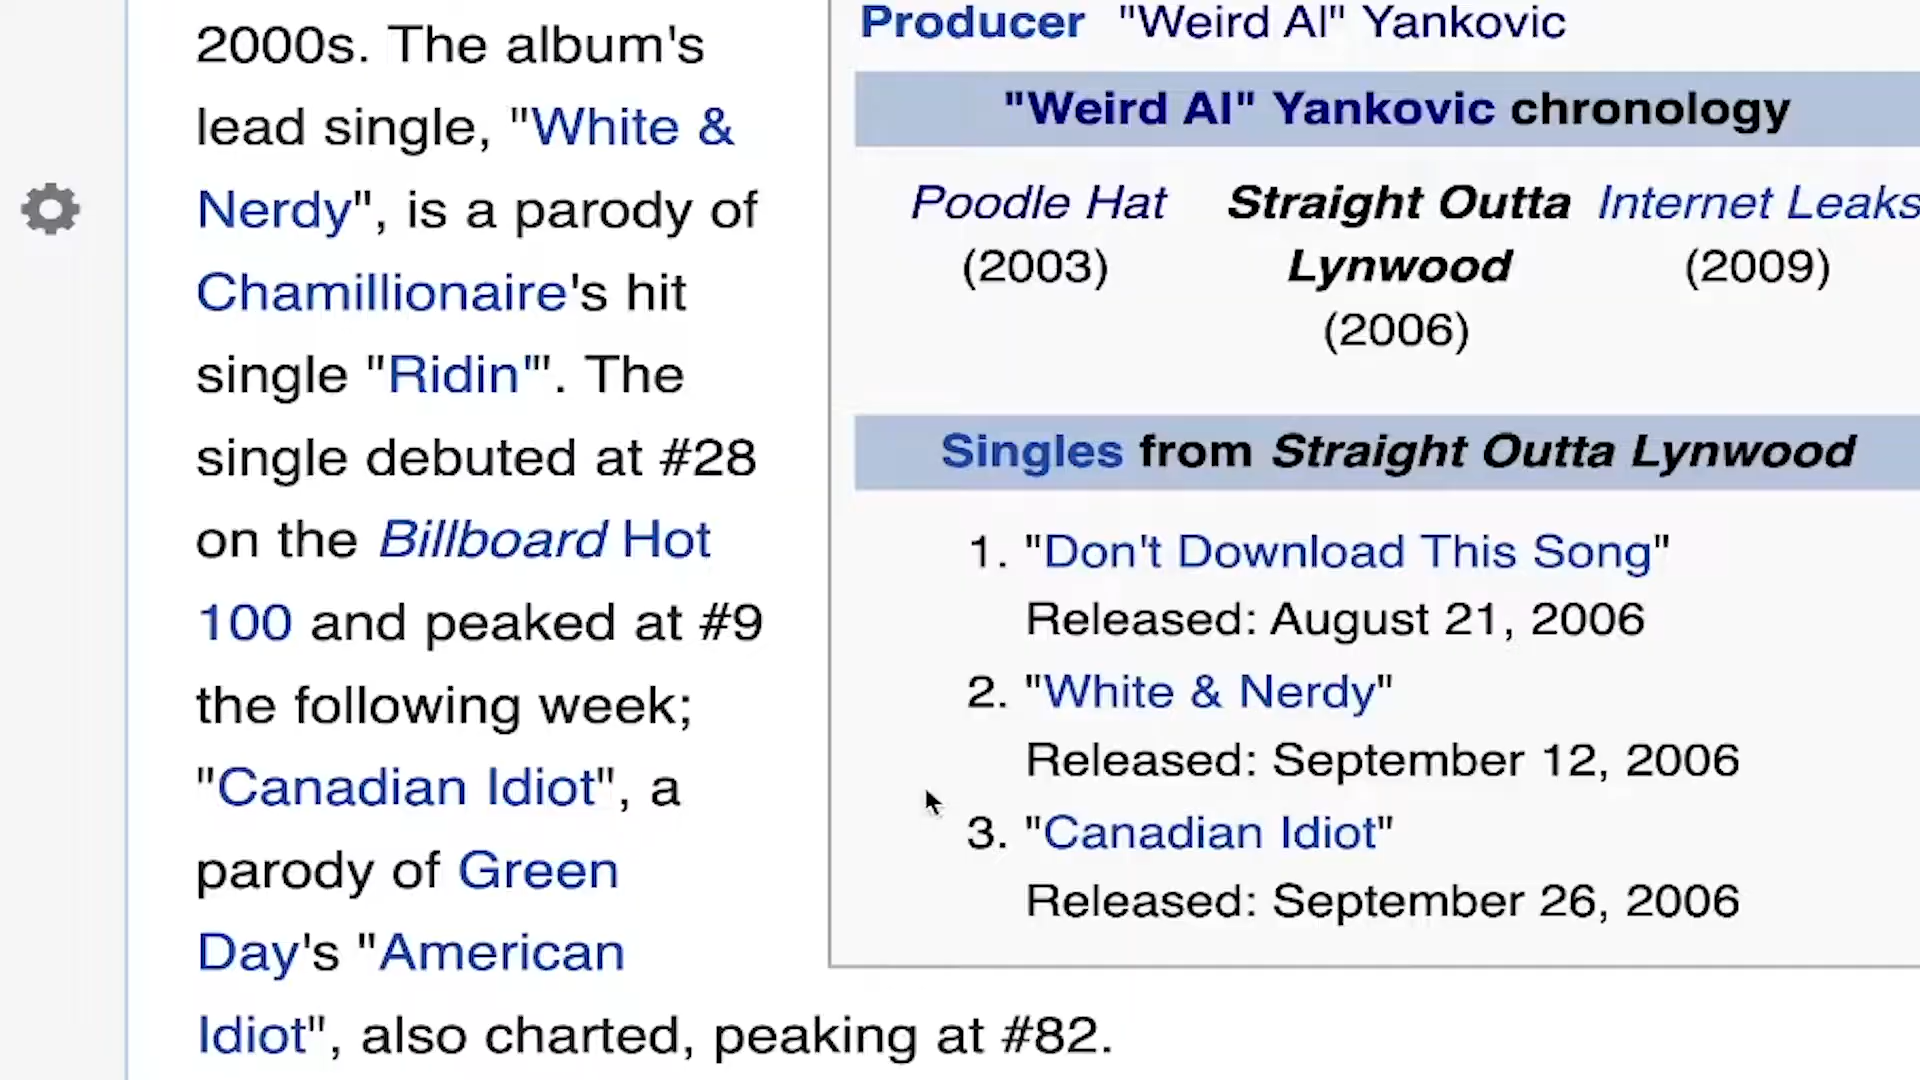 2000s. The album's
lead single, "White &
Nerdy", is a parody of
Chamillionaire's hit
single "Ridin'". The
single debuted at #28
on the Billboard Hot
100 and peaked at #9
the following week;
"Canadian Idiot", a
parody of Green
Day's "American
Idiot", also charted, peaking at #82.
Producer "Weird Al" Yankovic
"Weird Al" Yankovic chronology
Poodle Hat Straight Outta Internet Leaks
(2003) Lynwood (2009)
(2006)
Singles from Straight Outta Lynwood
1. "Don't Download This Song"
Released: August 21, 2006
2. "White & Nerdy"
Released: September 12, 2006
3. "Canadian Idiot"
Released: September 26, 2006